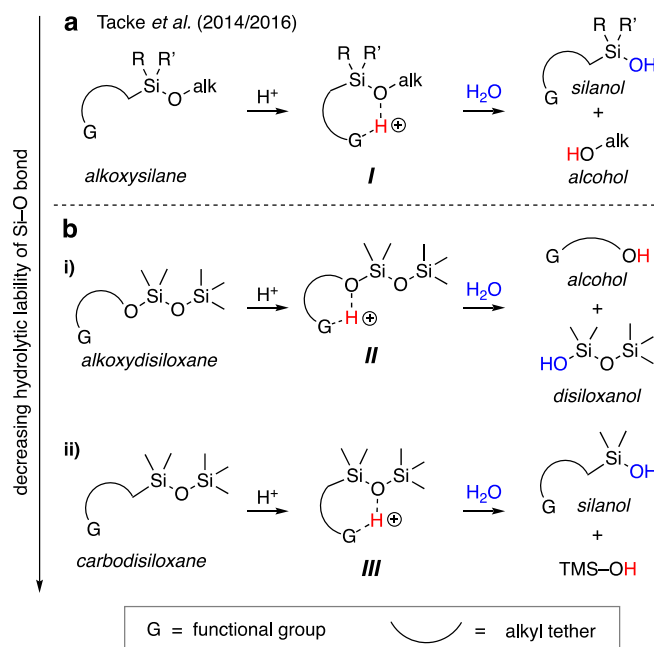 a Tacke et al. (2014/2016)
R R'
Si
O
alk
G
alkoxysilane
H+
R R'
Si
O
alk
G
H
⊕
I
H2O
R R'
Si
OH
G
silanol
+
HO
alk
alcohol
decreasing hydrolytic lability of Si–O bond
b
i)
O
Si
O
Si
G
alkoxydisiloxane
H+
O
Si
O
Si
G
H
⊕
II
H2O
G
OH
alcohol
+
Si
Si
HO
O
disiloxanol
ii)
Si
O
Si
G
carbodisiloxane
H+
Si
O
Si
G
H
⊕
III
H2O
Si
OH
G
silanol
+
TMS–OH
G = functional group
= alkyl tether